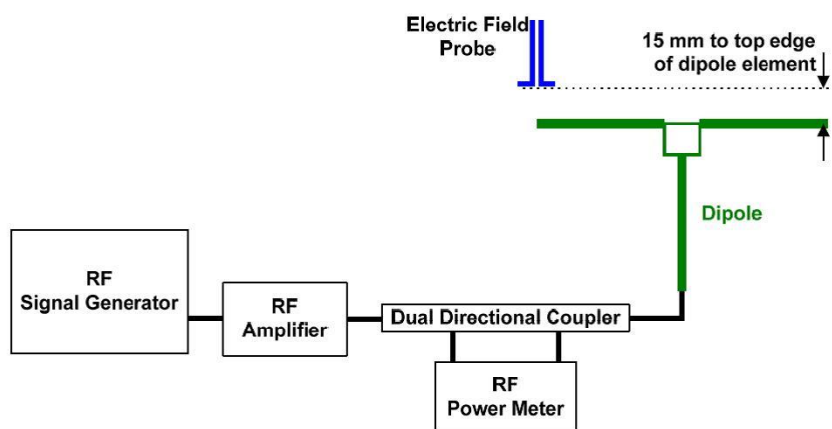 Electric Field
Probe
15 mm to top edge
of dipole element
Dipole
RF
Signal Generator
RF
Amplifier
Dual Directional Coupler
RF
Power Meter